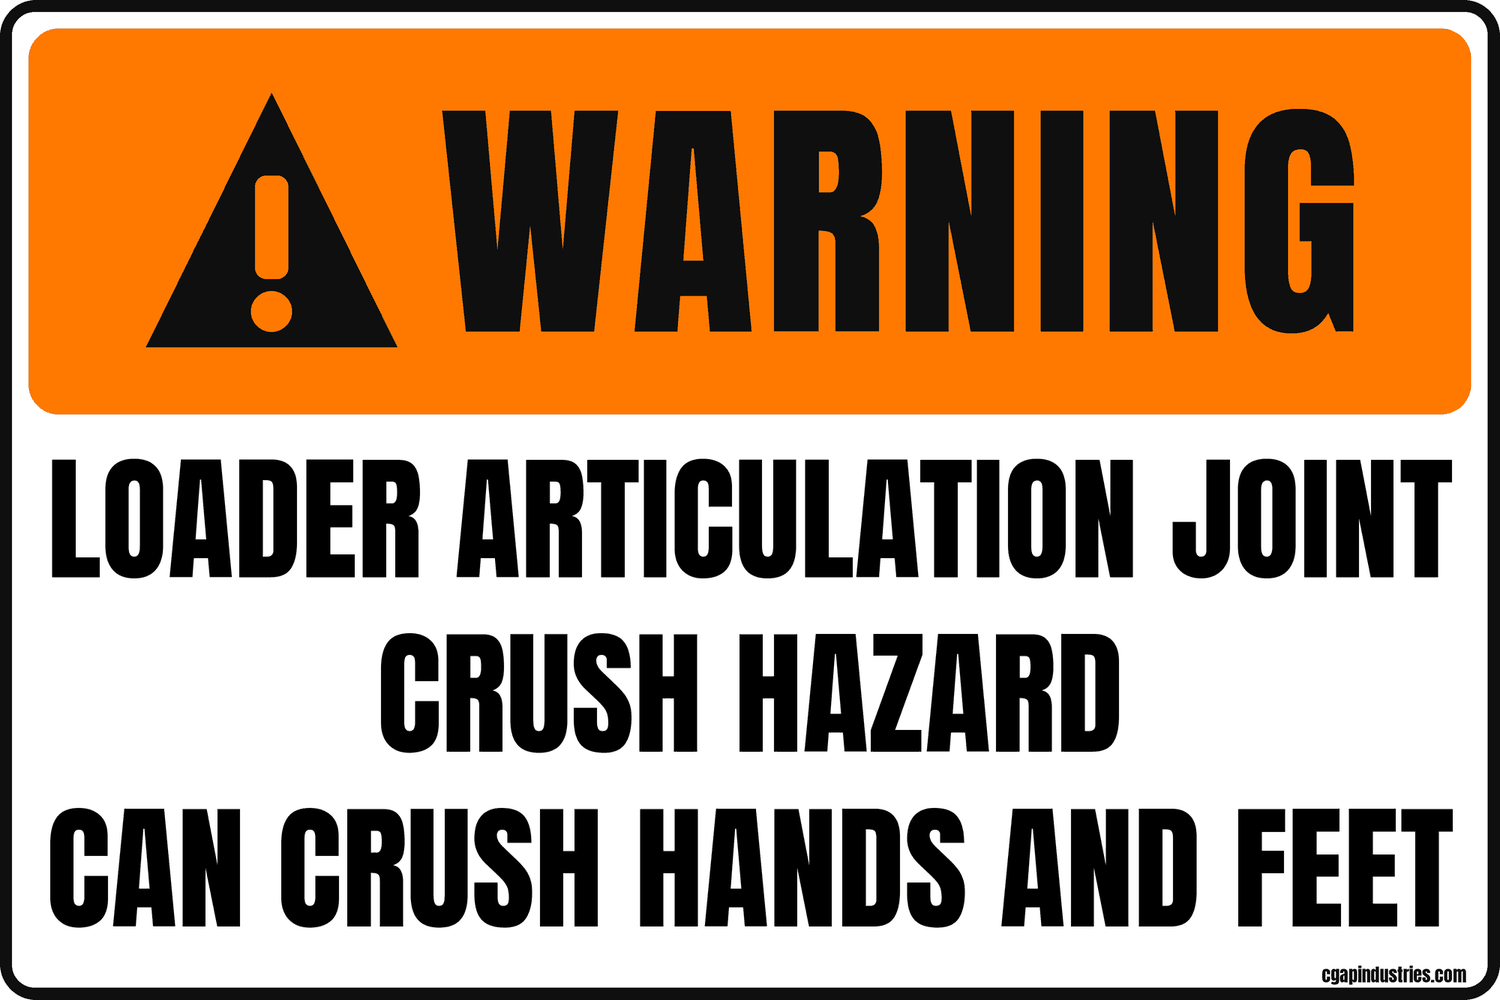 WARNING
LOADER ARTICULATION JOINT
CRUSH HAZARD
CAN CRUSH HANDS AND FEET
cgapindustries.com